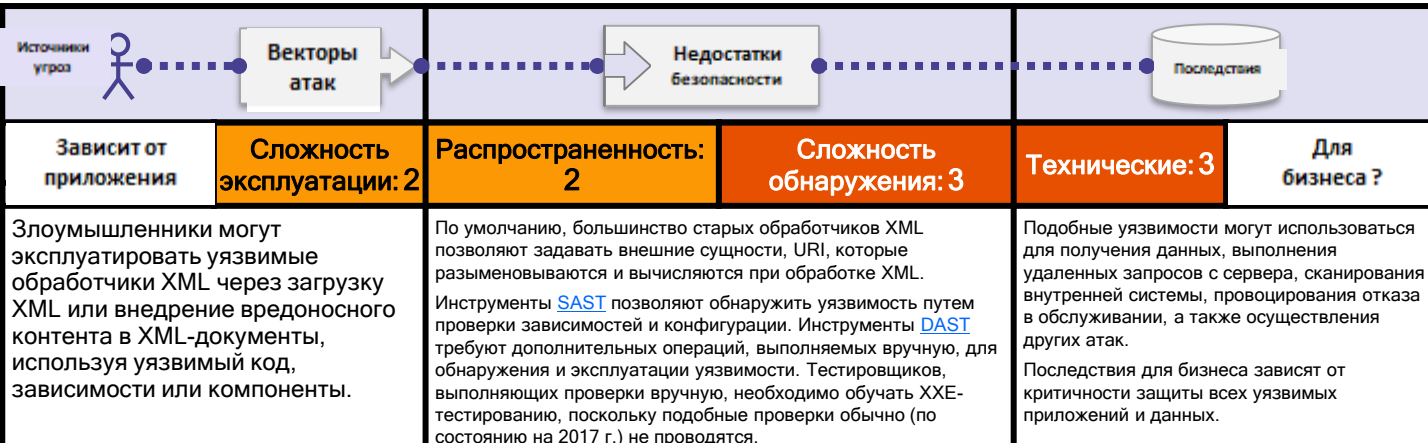 Источники
угроз
Векторы
атак
Недостатки
безопасности
Последствия
Зависит от
приложения
Сложность
эксплуатации: 2
Распространенность:
2
Сложность
обнаружения: 3
Технические: 3
Для
бизнеса ?
Злоумышленники могут
эксплуатировать уязвимые
обработчики XML через загрузку
XML или внедрение вредоносного
контента в XML-документы,
используя уязвимый код,
зависимости или компоненты.
По умолчанию, большинство старых обработчиков XML
позволяют задавать внешние сущности, URI, которые
разыменовываются и вычисляются при обработке XML.
Инструменты SAST позволяют обнаружить уязвимость путем
проверки зависимостей и конфигурации. Инструменты DAST
требуют дополнительных операций, выполняемых вручную, для
обнаружения и эксплуатации уязвимости. Тестировщиков,
выполняющих проверки вручную, необходимо обучать XXE-
тестированию, поскольку подобные проверки обычно (по
состоянию на 2017 г.) не проводятся.
Подобные уязвимости могут использоваться
для получения данных, выполнения
удаленных запросов с сервера, сканирования
внутренней системы, провоцирования отказа
в обслуживании, а также осуществления
других атак.
Последствия для бизнеса зависят от
критичности защиты всех уязвимых
приложений и данных.